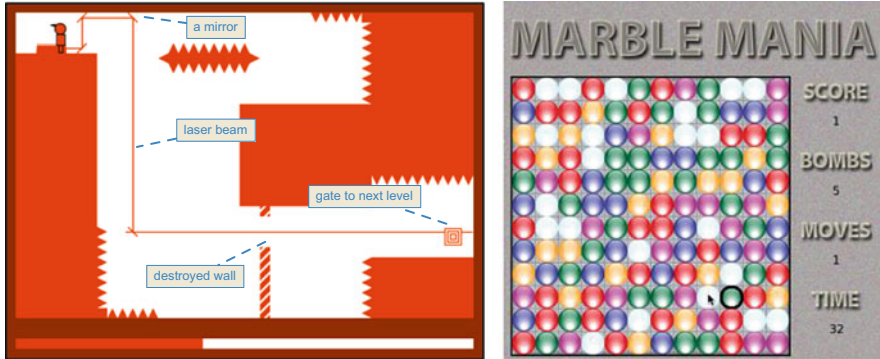 a mirror
laser beam
gate to next level
destroyed wall
MARBLE MANIA
SCORE
1
BOMBS
5
MOVES
1
TIME
32